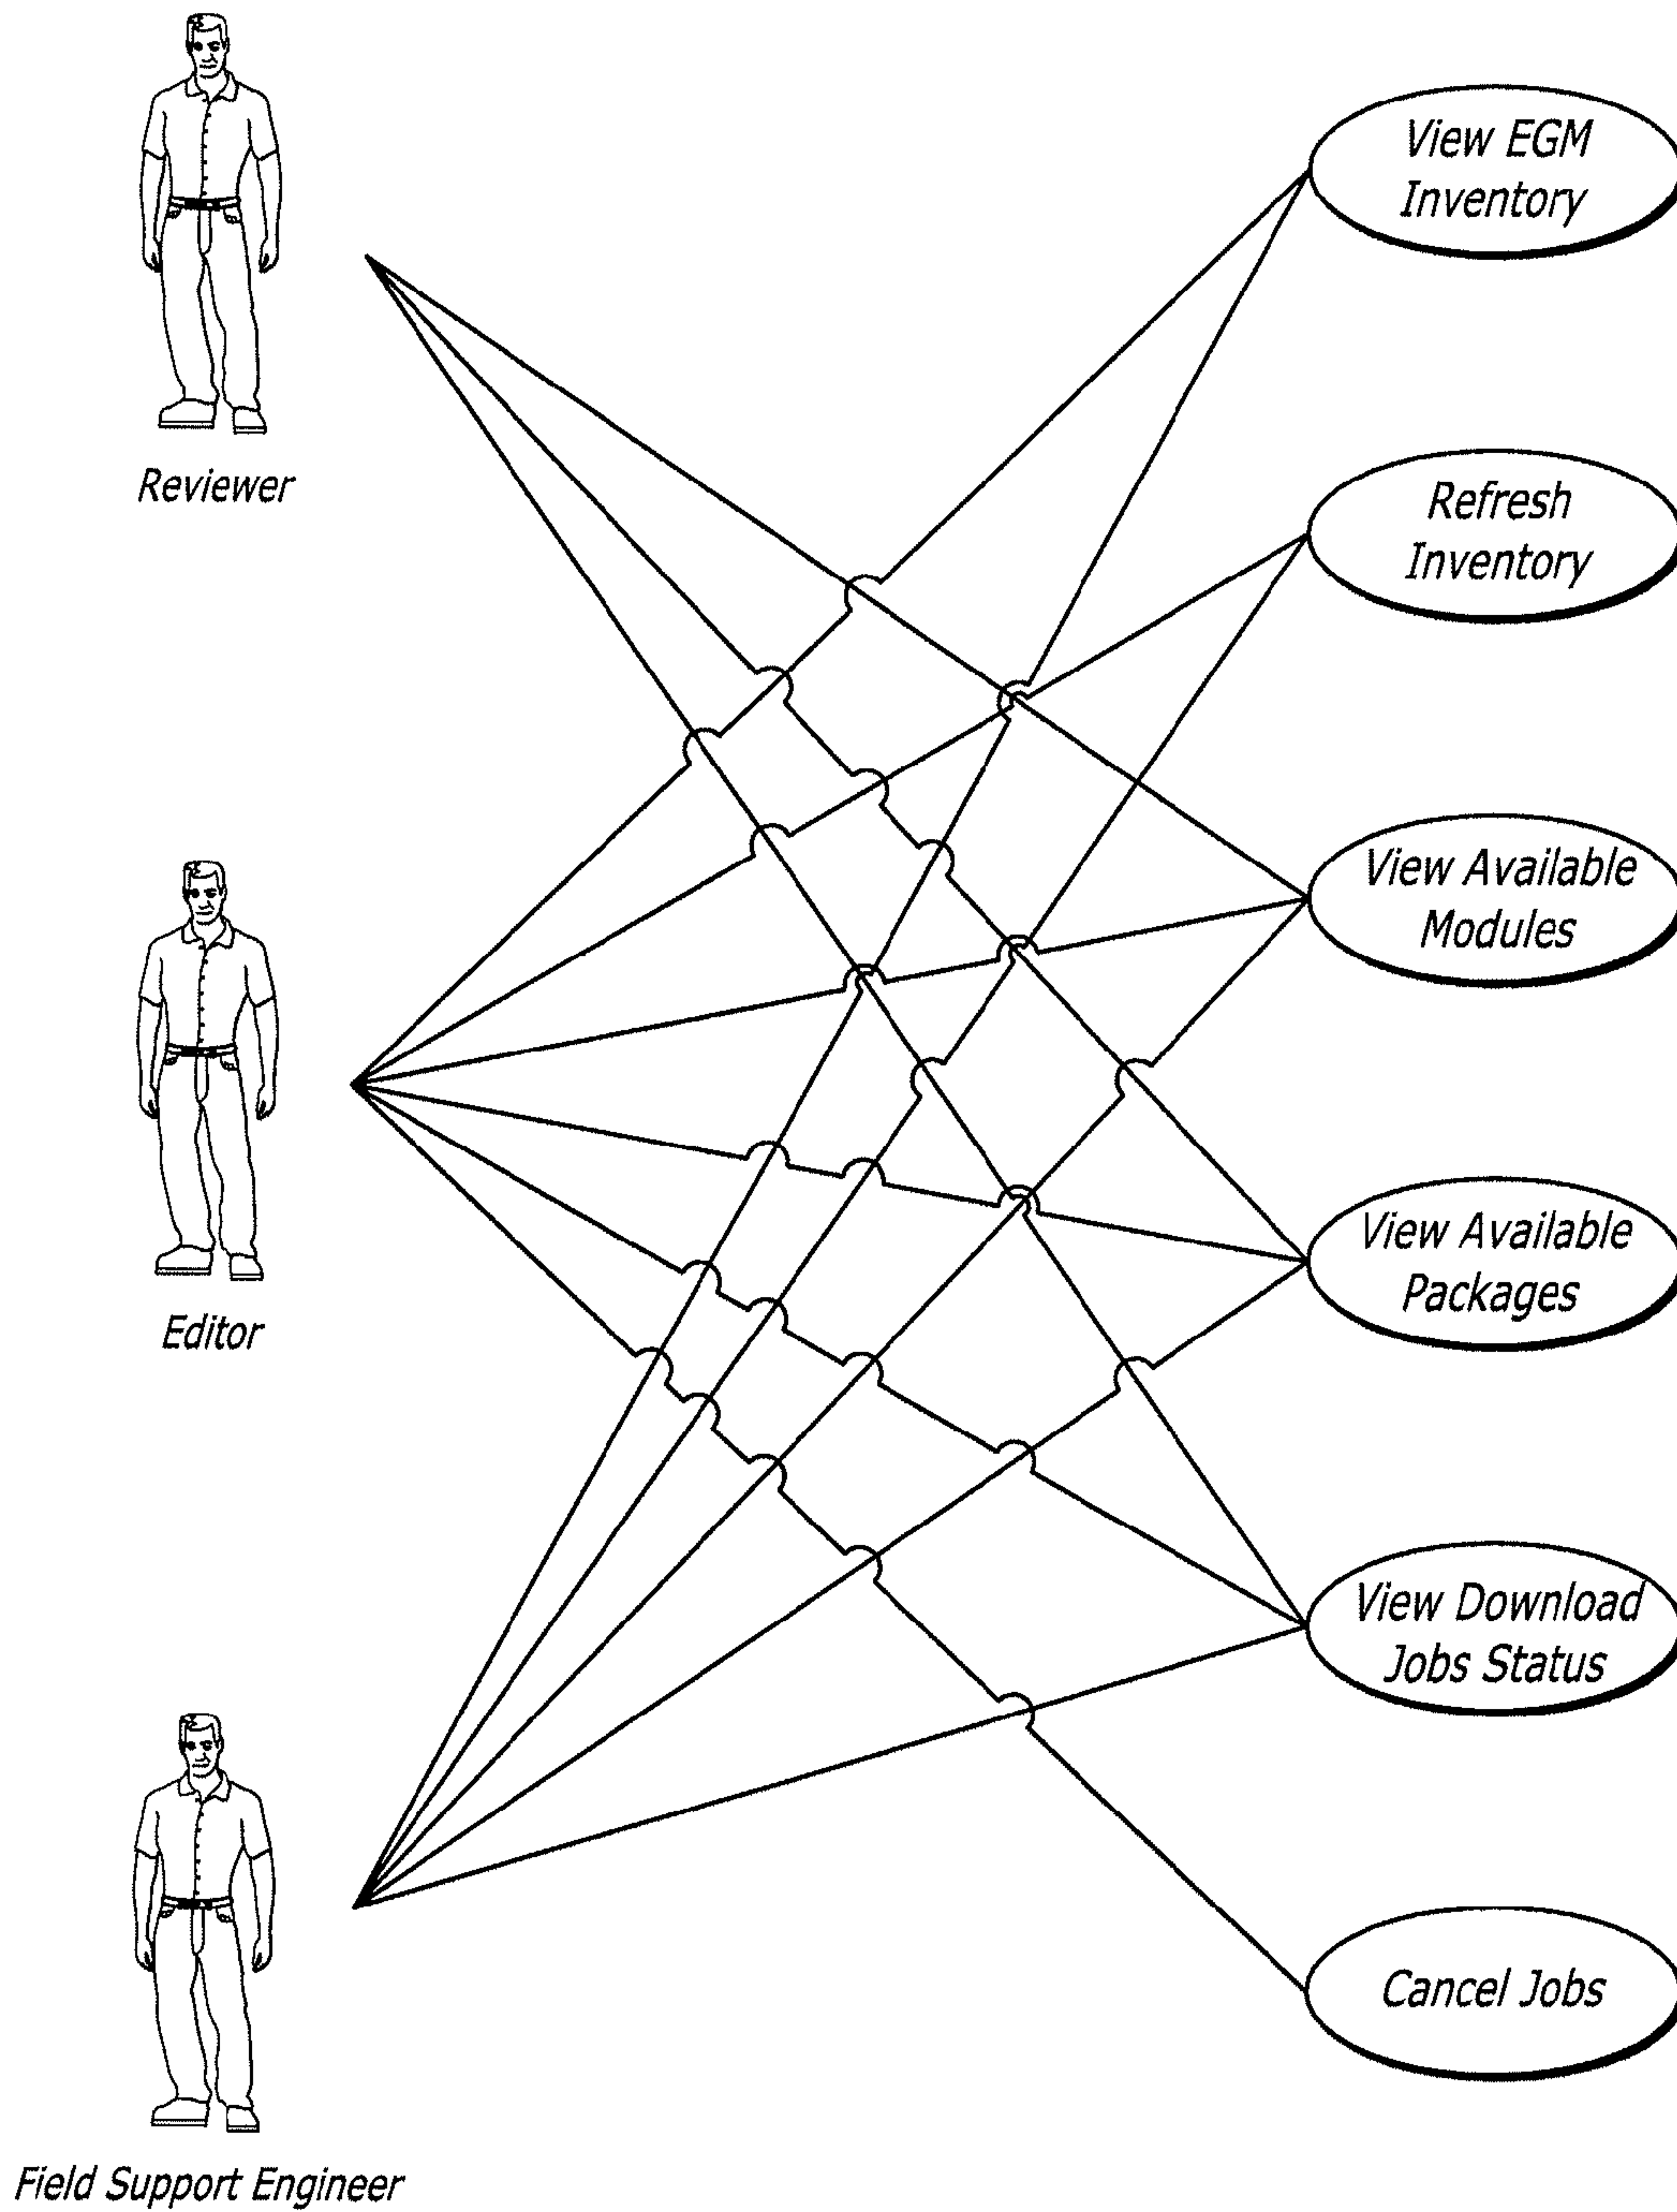 View EGM
Inventory
Reviewer
Refresh
Inventory
View Available
Modules
Editor
View Available
Packages
View Download
Jobs Status
Cancel Jobs
Field Support Engineer